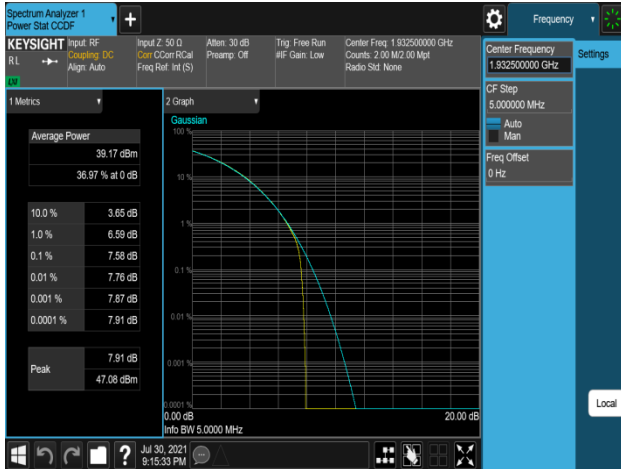 Spectrum Analyzer 1
Power Stat CCDF
+
Frequency
KEYSIGHT
RL
LXI
Input: RF
Coupling: DC
Align: Auto
Input Z: 50 Ω
Corr CCorr RCal
Freq Ref: Int (S)
Atten: 30 dB
Preamp: Off
Trig: Free Run
#IF Gain: Low
Center Freq: 1.932500000 GHz
Counts: 2.00 M/2.00 Mpt
Radio Std: None
Center Frequency
1.932500000 GHz
Settings
CF Step
5.000000 MHz
Auto
Man
Freq Offset
0 Hz
Local
1 Metrics
Average Power
39.17 dBm
36.97 % at 0 dB
10.0 % 3.65 dB
1.0 % 6.59 dB
0.1 % 7.58 dB
0.01 % 7.76 dB
0.001 % 7.87 dB
0.0001 % 7.91 dB
Peak
7.91 dB
47.08 dBm
2 Graph
Gaussian
100 %
10 %
1 %
0.1 %
0.01 %
0.001 %
0.0001 %
0.00 dB 20.00 dB
Info BW 5.0000 MHz
?
Jul 30, 2021
9:15:33 PM